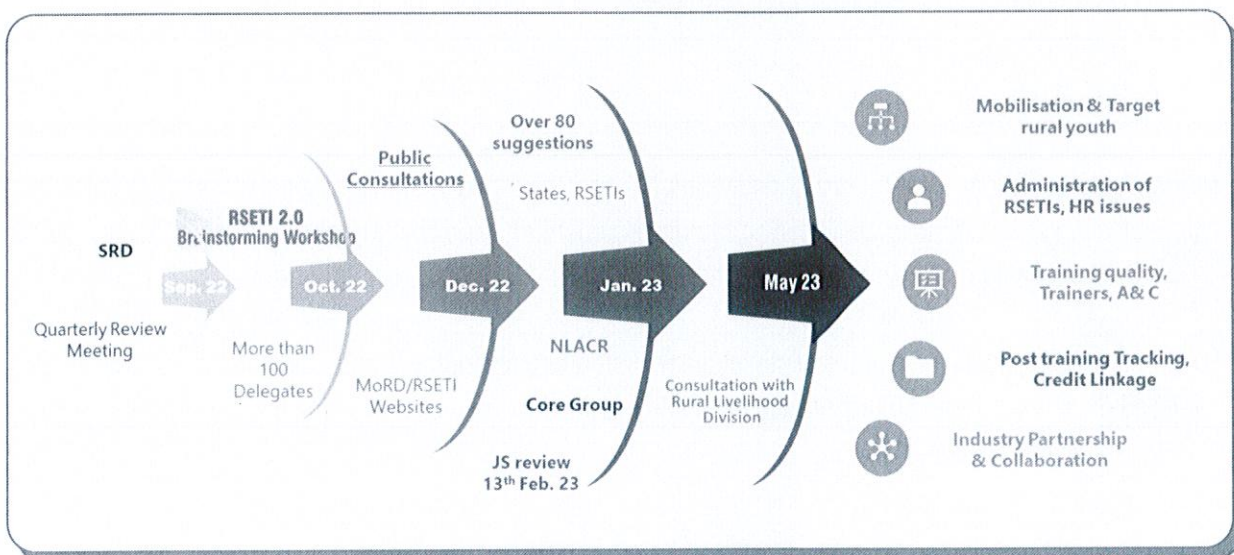 SRD
Quarterly Review
Meeting
Sep. 22
RSETI 2.0
Brainstorming Workshop
Oct. 22
More than
100
Delegates
Public
Consultations
Dec. 22
MoRD/RSETI
Websites
Over 80
suggestions
States, RSETIs
Jan. 23
NLACR
Core Group
JS review
13th Feb. 23
May 23
Consultation with
Rural Livelihood
Division
Mobilisation & Target
rural youth
Administration of
RSETIs, HR issues
Training quality,
Trainers, A& C
Post training Tracking,
Credit Linkage
Industry Partnership
& Collaboration